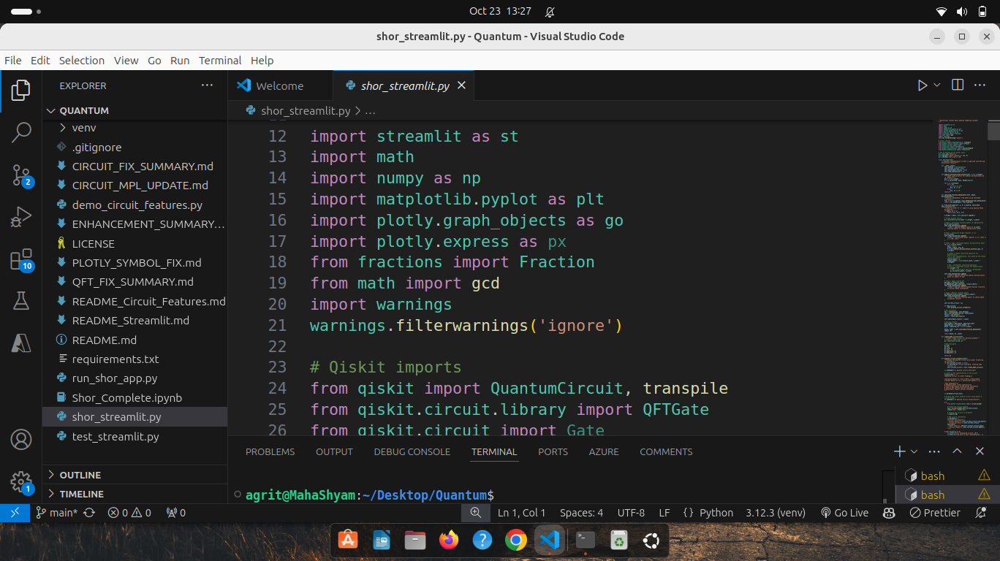 Oct 23 13:27
shor_streamlit.py - Quantum - Visual Studio Code
File Edit Selection View Go Run Terminal Help
EXPLORER
Welcome
shor_streamlit.py
QUANTUM
shor_streamlit.py > ...
venv
.gitignore
CIRCUIT_FIX_SUMMARY.md
CIRCUIT_MPL_UPDATE.md
demo_circuit_features.py
ENHANCEMENT_SUMMARY...
LICENSE
PLOTLY_SYMBOL_FIX.md
QFT_FIX_SUMMARY.md
README_Circuit_Features.md
README_Streamlit.md
README.md
requirements.txt
run_shor_app.py
Shor_Complete.ipynb
shor_streamlit.py
test_streamlit.py
OUTLINE
TIMELINE
2
10
1
12 import streamlit as st
13 import math
14 import numpy as np
15 import matplotlib.pyplot as plt
16 import plotly.graph_objects as go
17 import plotly.express as px
18 from fractions import Fraction
19 from math import gcd
20 import warnings
21 warnings.filterwarnings('ignore')
22
23 # Qiskit imports
24 from qiskit import QuantumCircuit, transpile
25 from qiskit.circuit.library import QFTGate
26 from qiskit.circuit import Gate
PROBLEMS OUTPUT DEBUG CONSOLE TERMINAL PORTS AZURE COMMENTS
agrit@MahaShyam:~/Desktop/Quantum$
bash
bash
main* 0 0 0 Ln 1, Col 1 Spaces: 4 UTF-8 LF {} Python 3.12.3 (venv) Go Live Prettier